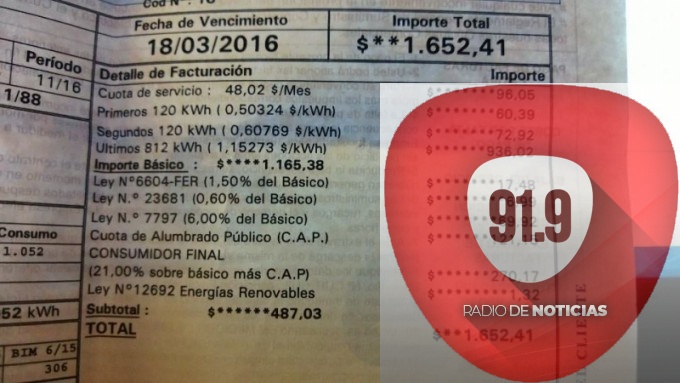 Cod Nº
Fecha de Vencimiento Importe Total
18/03/2016 $**1.652,41
Período
11/16
1/88
Detalle de Facturación Importe
Cuota de servicio : 48,02 $/Mes $********96,05
Primeros 120 KWh ( 0,50324 $/kWh) $********60,39
Segundos 120 kWh ( 0,60769 $/kWh) $********72,92
Ultimos 812 kWh ( 1,15273 $/kWh) $*******936,02
Importe Básico : $****1.165,38
Ley Nº6604-FER (1,50% del Básico) $********17,48
Ley N.º 23681 (0,60% del Básico)
Ley N.º 7797 (6,00% del Básico)
Cuota de Alumbrado Público (C.A.P.)
CONSUMIDOR FINAL
(21,00% sobre básico más C.A.P) $*******270,17
Ley Nº12692 Energías Renovables $*********1,32
Subtotal : $******487,03
TOTAL $**1.652,41
Consumo
1.052
52 kWh
BIM 6/15
306
91.9
RADIO DE NOTICIAS
EL CLIENTE